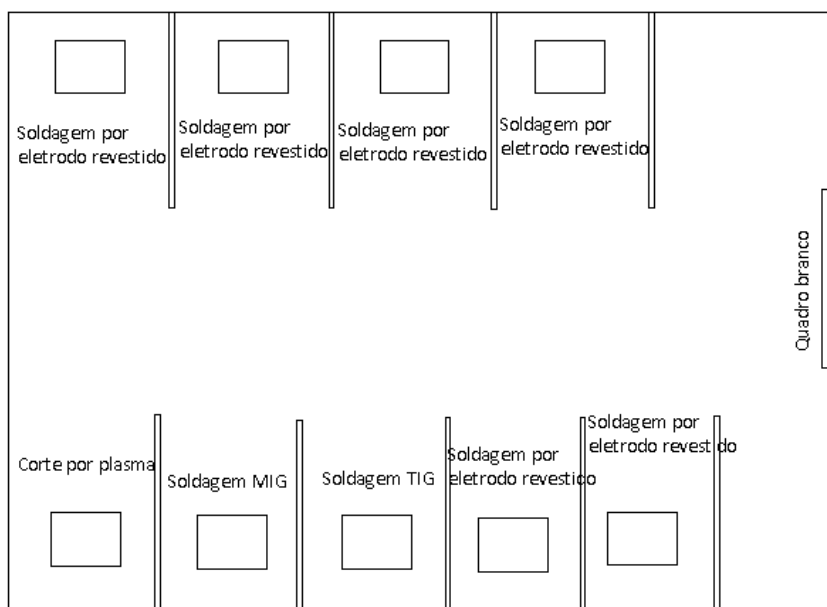 Soldagem por
eletrodo revestido
Soldagem por
eletrodo revestido
Soldagem por
eletrodo revestido
Soldagem por
eletrodo revestido
Quadro branco
Corte por plasma
Soldagem MIG
Soldagem TIG
Soldagem por
eletrodo revestido
Soldagem por
eletrodo revestido